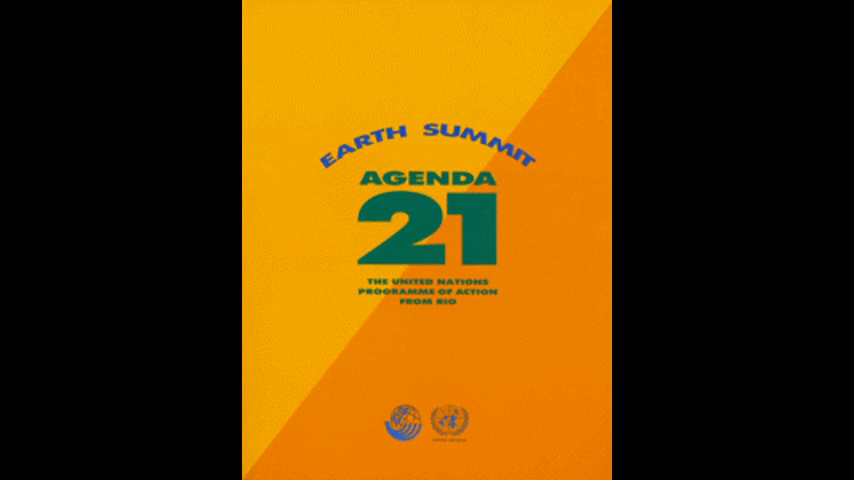 EARTH SUMMIT
AGENDA
21
THE UNITED NATIONS
PROGRAMME OF ACTION
FROM RIO